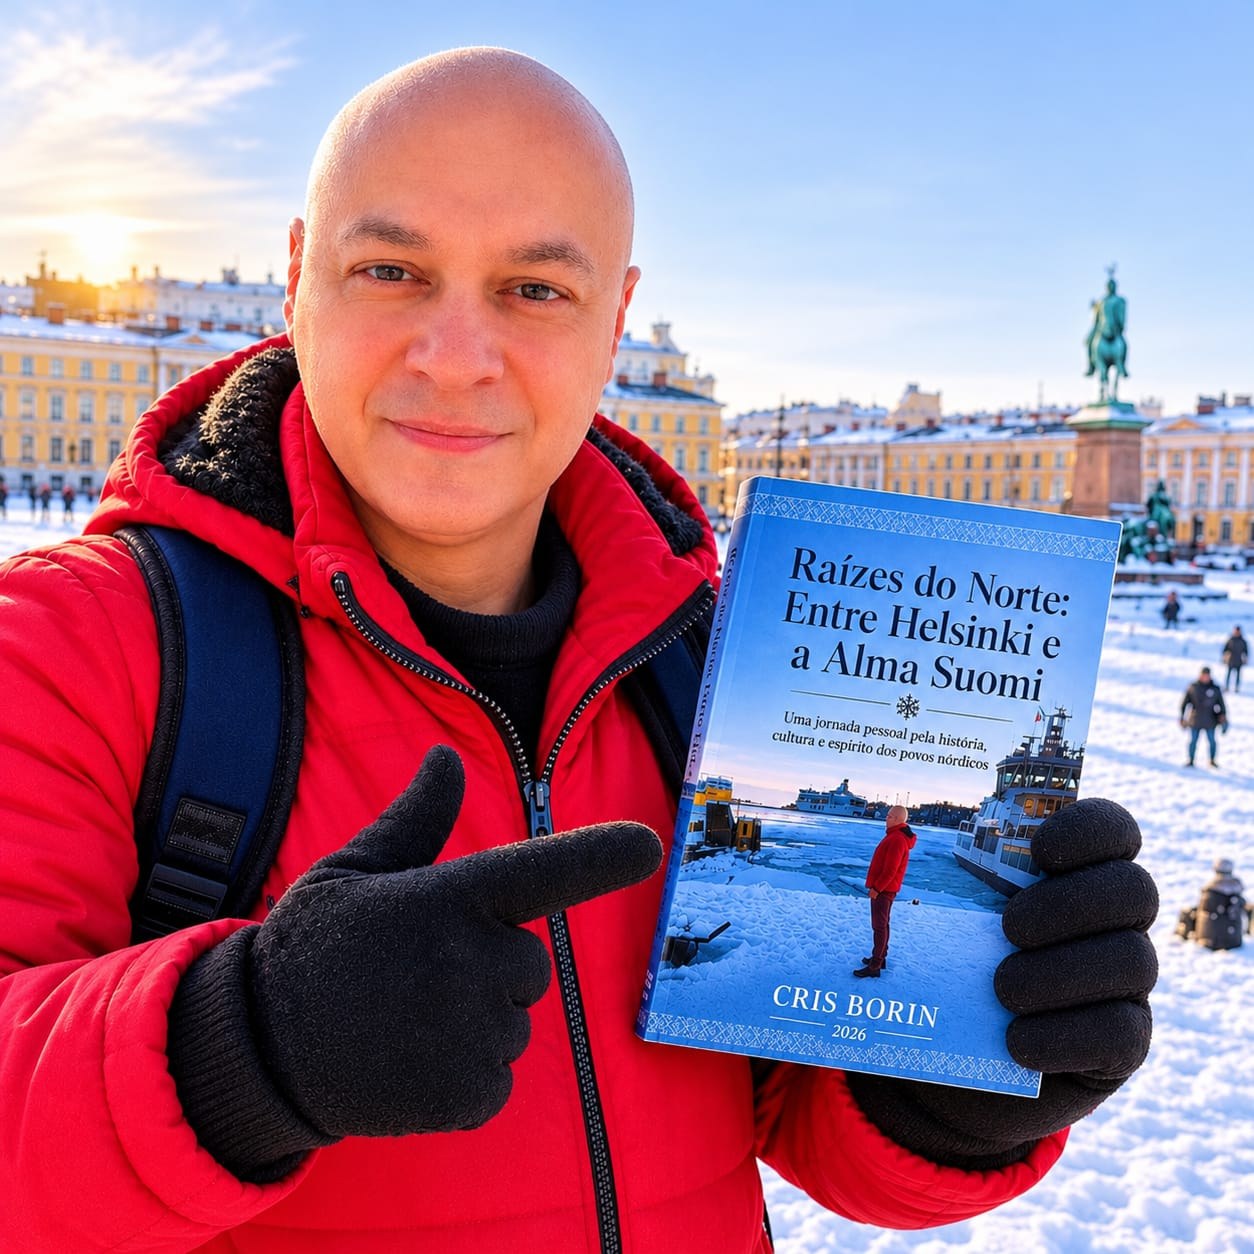 Raízes do Norte:
Entre Helsinki e
a Alma Suomi
Uma jornada pessoal pela história,
cultura e espírito dos povos nórdicos
CRIS BORIN
2026